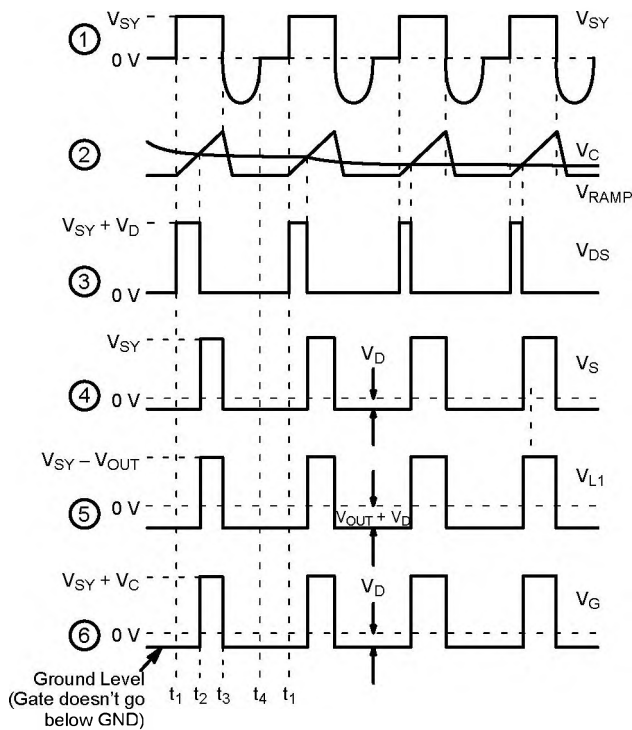 V_SY V_SY
① 0 V
② V_C
V_RAMP
V_SY + V_D
③ V_DS
0 V
V_SY V_D V_S
④ 0 V
V_SY – V_OUT V_L1
⑤ 0 V V_OUT + V_D
V_SY + V_C V_D V_G
⑥ 0 V
Ground Level
(Gate doesn't go
below GND)
t_1 t_2 t_3 t_4 t_1